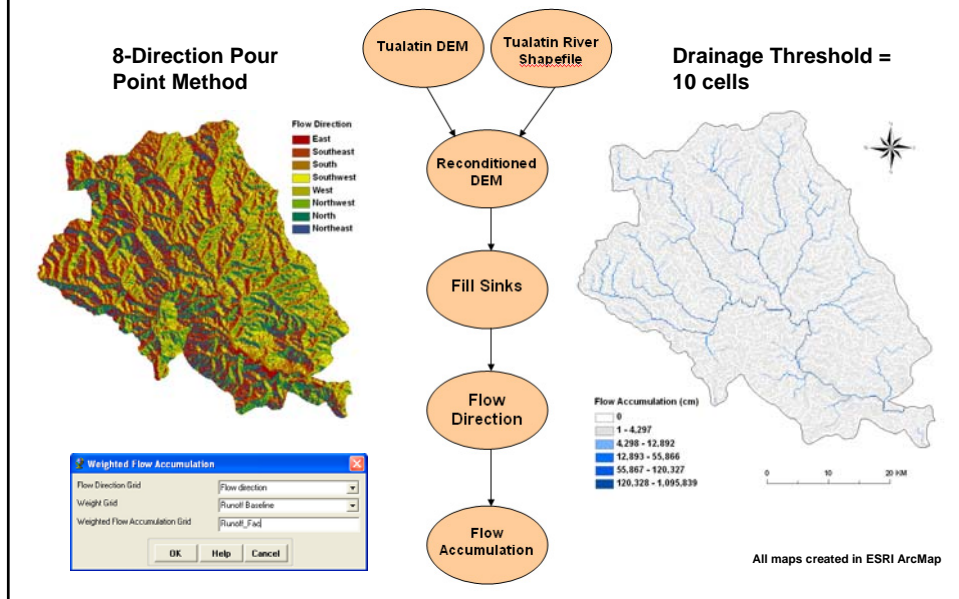 8-Direction Pour
Point Method
Flow Direction
East
Southeast
South
Southwest
West
Northwest
North
Northeast
Weighted Flow Accumulation
Flow Direction Grid
Flow direction
Weight Grid
Runoff Baseline
Weighted Flow Accumulation Grid
Runoff_Fac
OK
Help
Cancel
Tualatin DEM
Tualatin River
Shapefile
Reconditioned
DEM
Fill Sinks
Flow
Direction
Flow
Accumulation
Drainage Threshold =
10 cells
Flow Accumulation (cm)
0
1 - 4,297
4,298 - 12,892
12,893 - 55,866
55,867 - 120,327
120,328 - 1,095,839
0 10 20 KM
All maps created in ESRI ArcMap